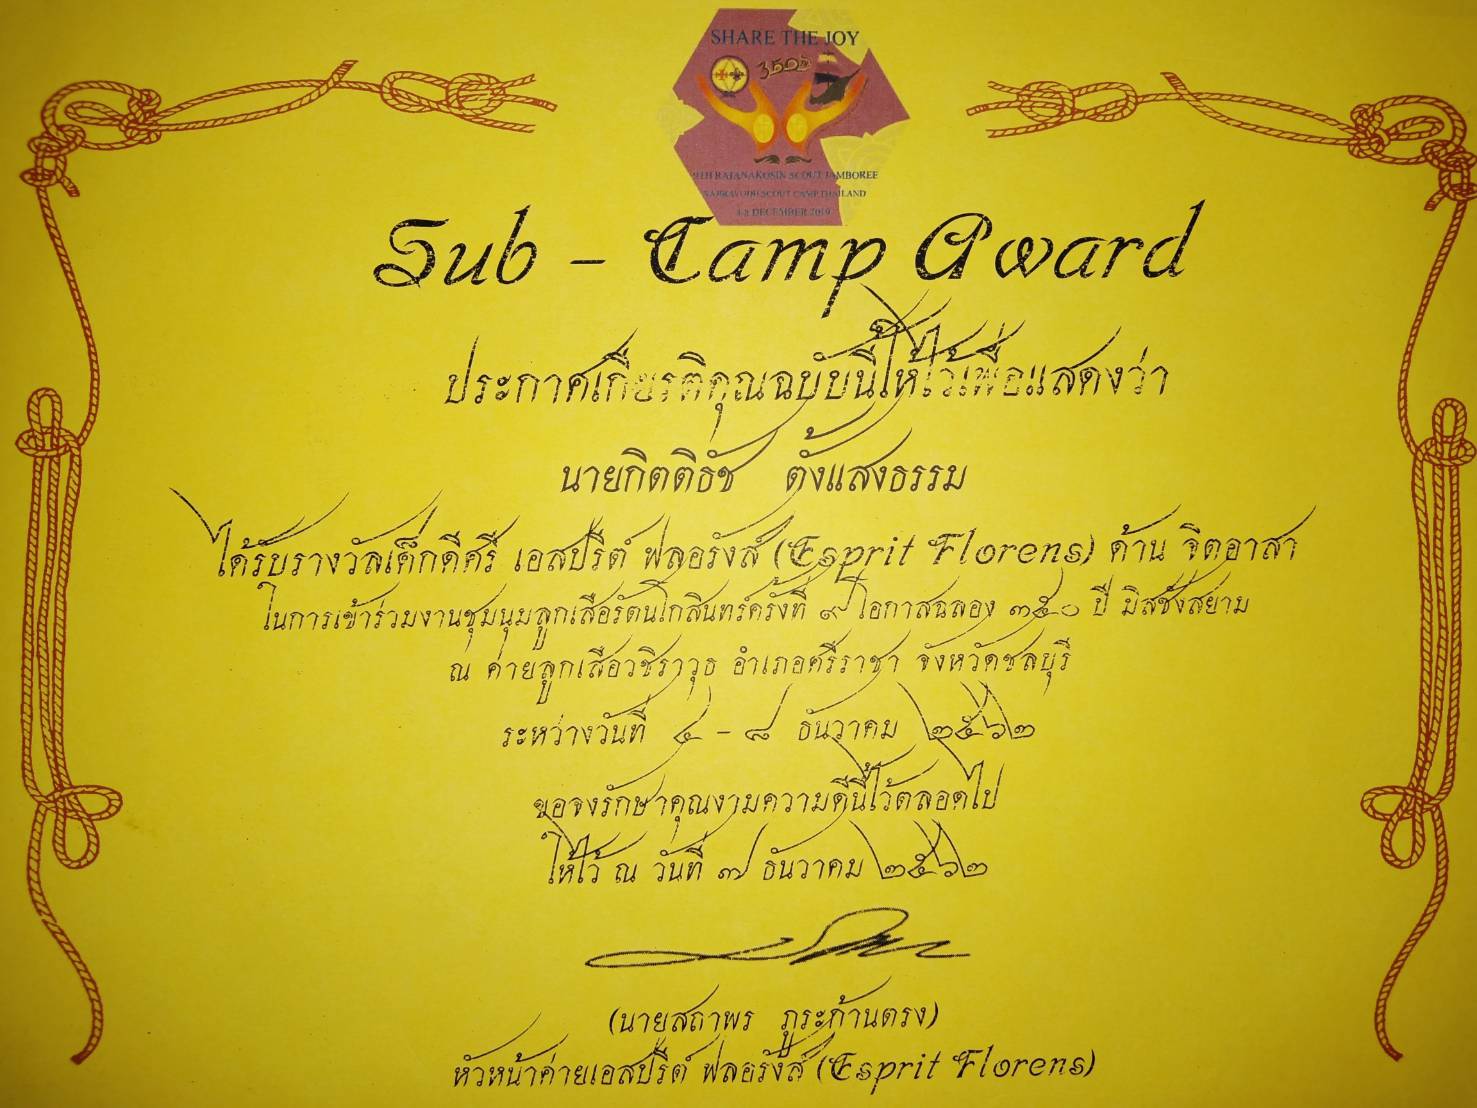 SHARE THE JOY
350
9TH RAJANAKOSIN SCOUT JAMBOREE
VAJIRAVUDH SCOUT CAMP, THAILAND
4-8 DECEMBER 2019
Sub - Camp Award
ประกาศเกียรติคุณฉบับนี้ให้ไว้เพื่อแสดงว่า
นายกิตติธัช ตั้งแสงธรรม
ได้รับรางวัลเด็กดีศรี เอสปรีต์ ฟลอรังส์ (Esprit Florens) ด้าน จิตอาสา
ในการเข้าร่วมงานชุมนุมลูกเสือรัตนโกสินทร์ครั้งที่ ๙ โอกาสฉลอง ๓๕๐ ปี มิสซังสยาม
ณ ค่ายลูกเสือวชิราวุธ อำเภอศรีราชา จังหวัดชลบุรี
ระหว่างวันที่ ๔ - ๘ ธันวาคม ๒๕๖๒
ขอจงรักษาคุณงามความดีนี้ไว้ตลอดไป
ให้ไว้ ณ วันที่ ๗ ธันวาคม ๒๕๖๒
(นายสถาพร ภูระก้านตรง)
หัวหน้าค่ายเอสปรีต์ ฟลอรังส์ (Esprit Florens)